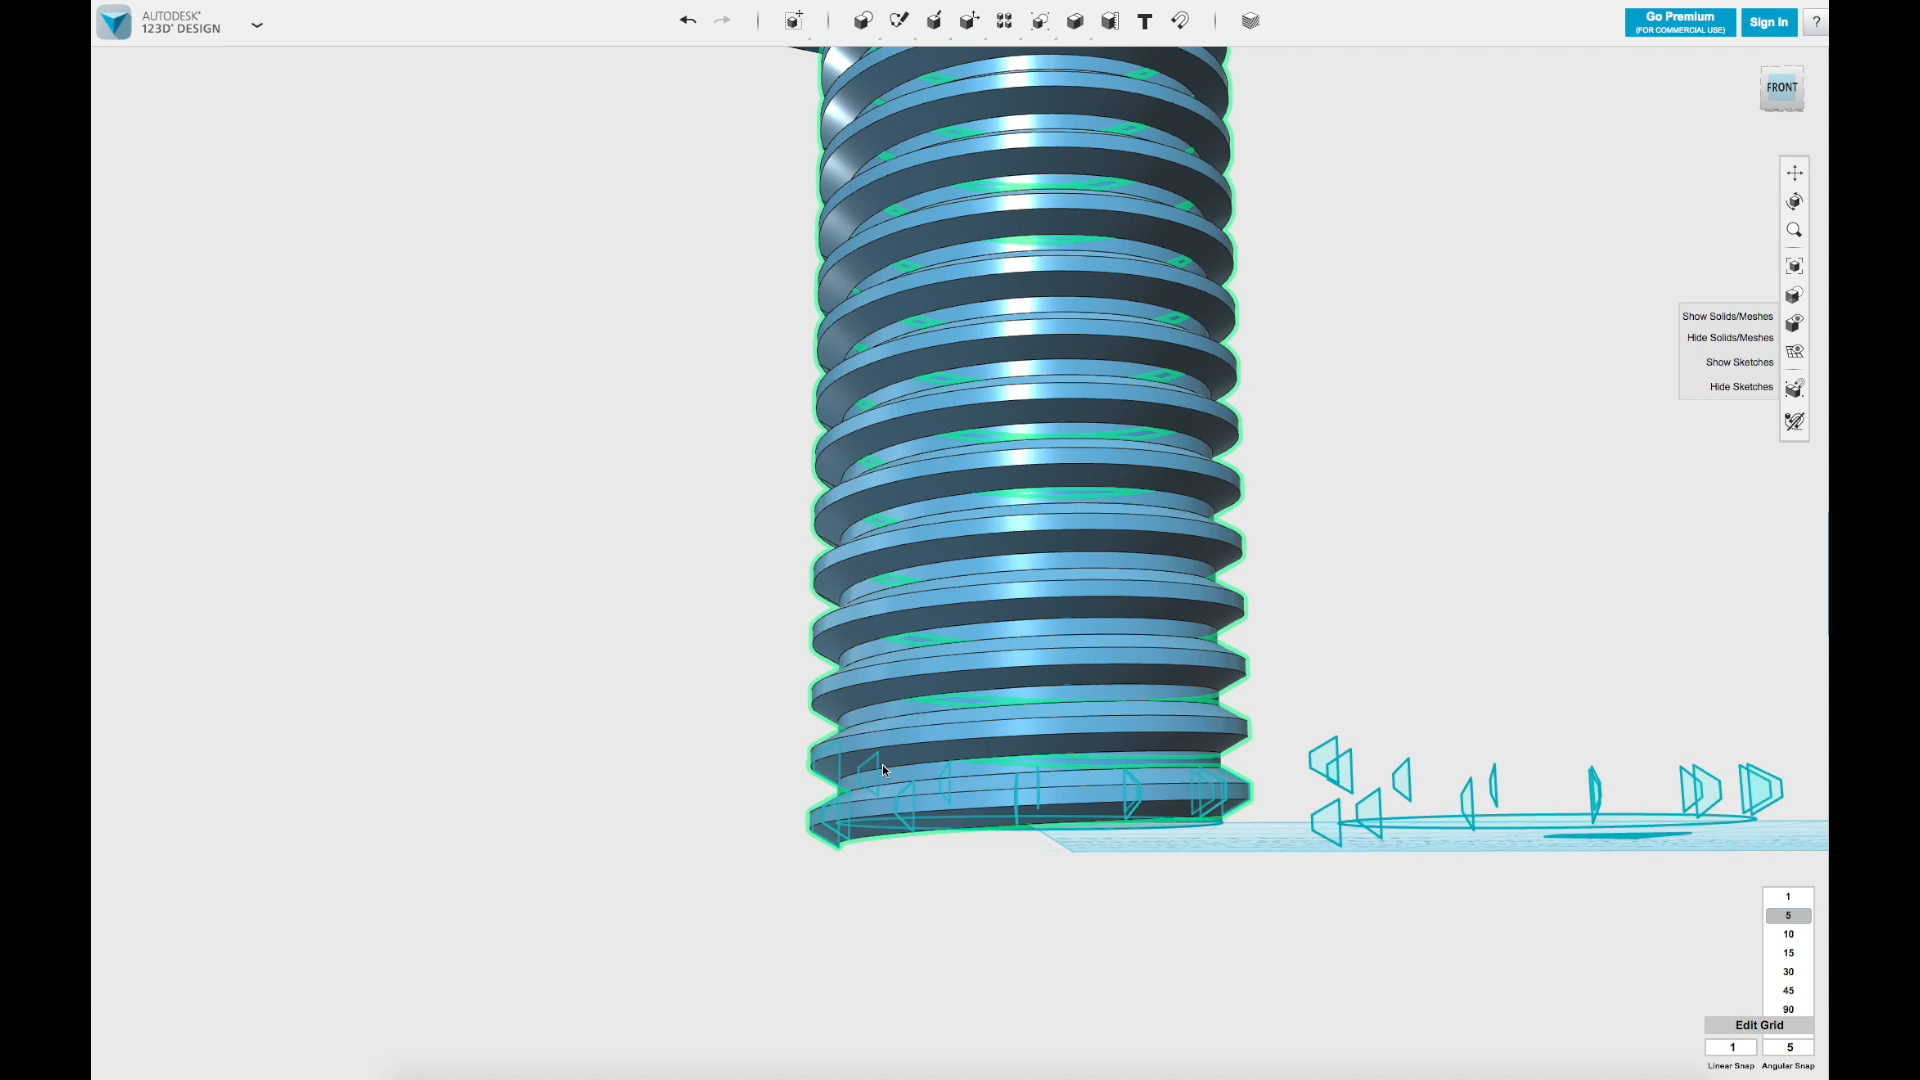 AUTODESK®
123D® DESIGN
T
Go Premium
(FOR COMMERCIAL USE)
Sign In
?
FRONT
Show Solids/Meshes
Hide Solids/Meshes
Show Sketches
Hide Sketches
1
5
10
15
30
45
90
Edit Grid
1 5
Linear Snap Angular Snap